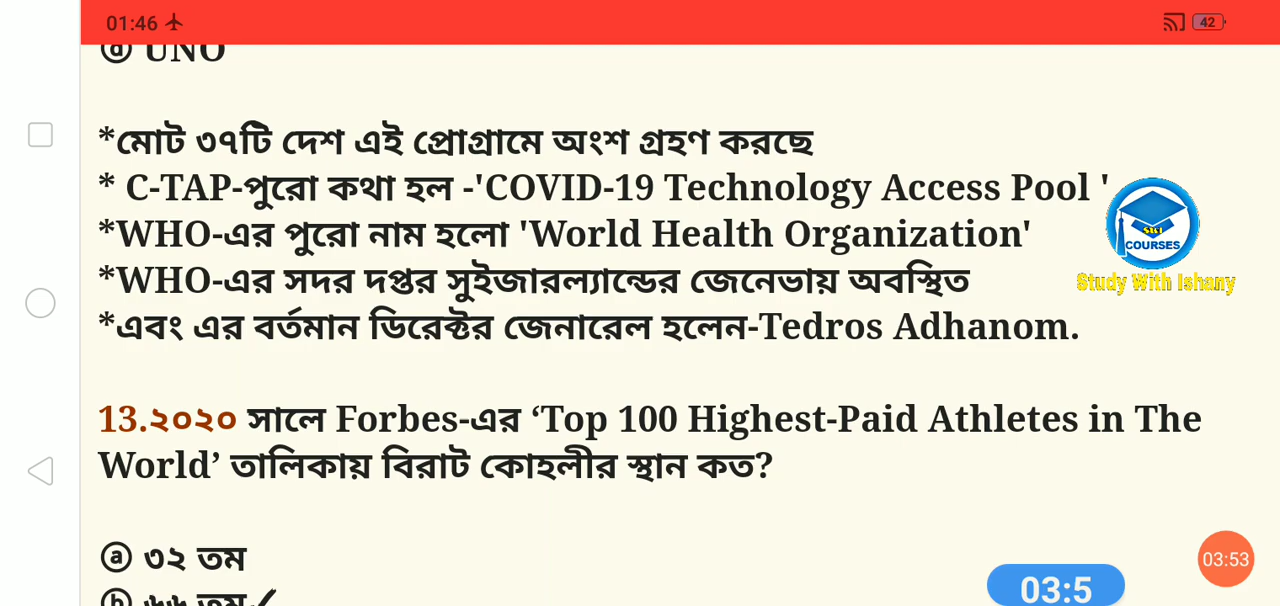 01:46
42
ⓓ UNO
*মোট ৩৭টি দেশ এই প্রোগ্রামে অংশ গ্রহণ করছে
* C-TAP-পুরো কথা হল -'COVID-19 Technology Access Pool '
*WHO-এর পুরো নাম হলো 'World Health Organization'
*WHO-এর সদর দপ্তর সুইজারল্যান্ডের জেনেভায় অবস্থিত
*এবং এর বর্তমান ডিরেক্টর জেনারেল হলেন-Tedros Adhanom.
COURSES
Study With Ishany
13.২০২০ সালে Forbes-এর ‘Top 100 Highest-Paid Athletes in The
World’ তালিকায় বিরাট কোহলীর স্থান কত?
ⓐ ৩২ তম
ⓑ ৬৬ তম✓
03:53
03:5